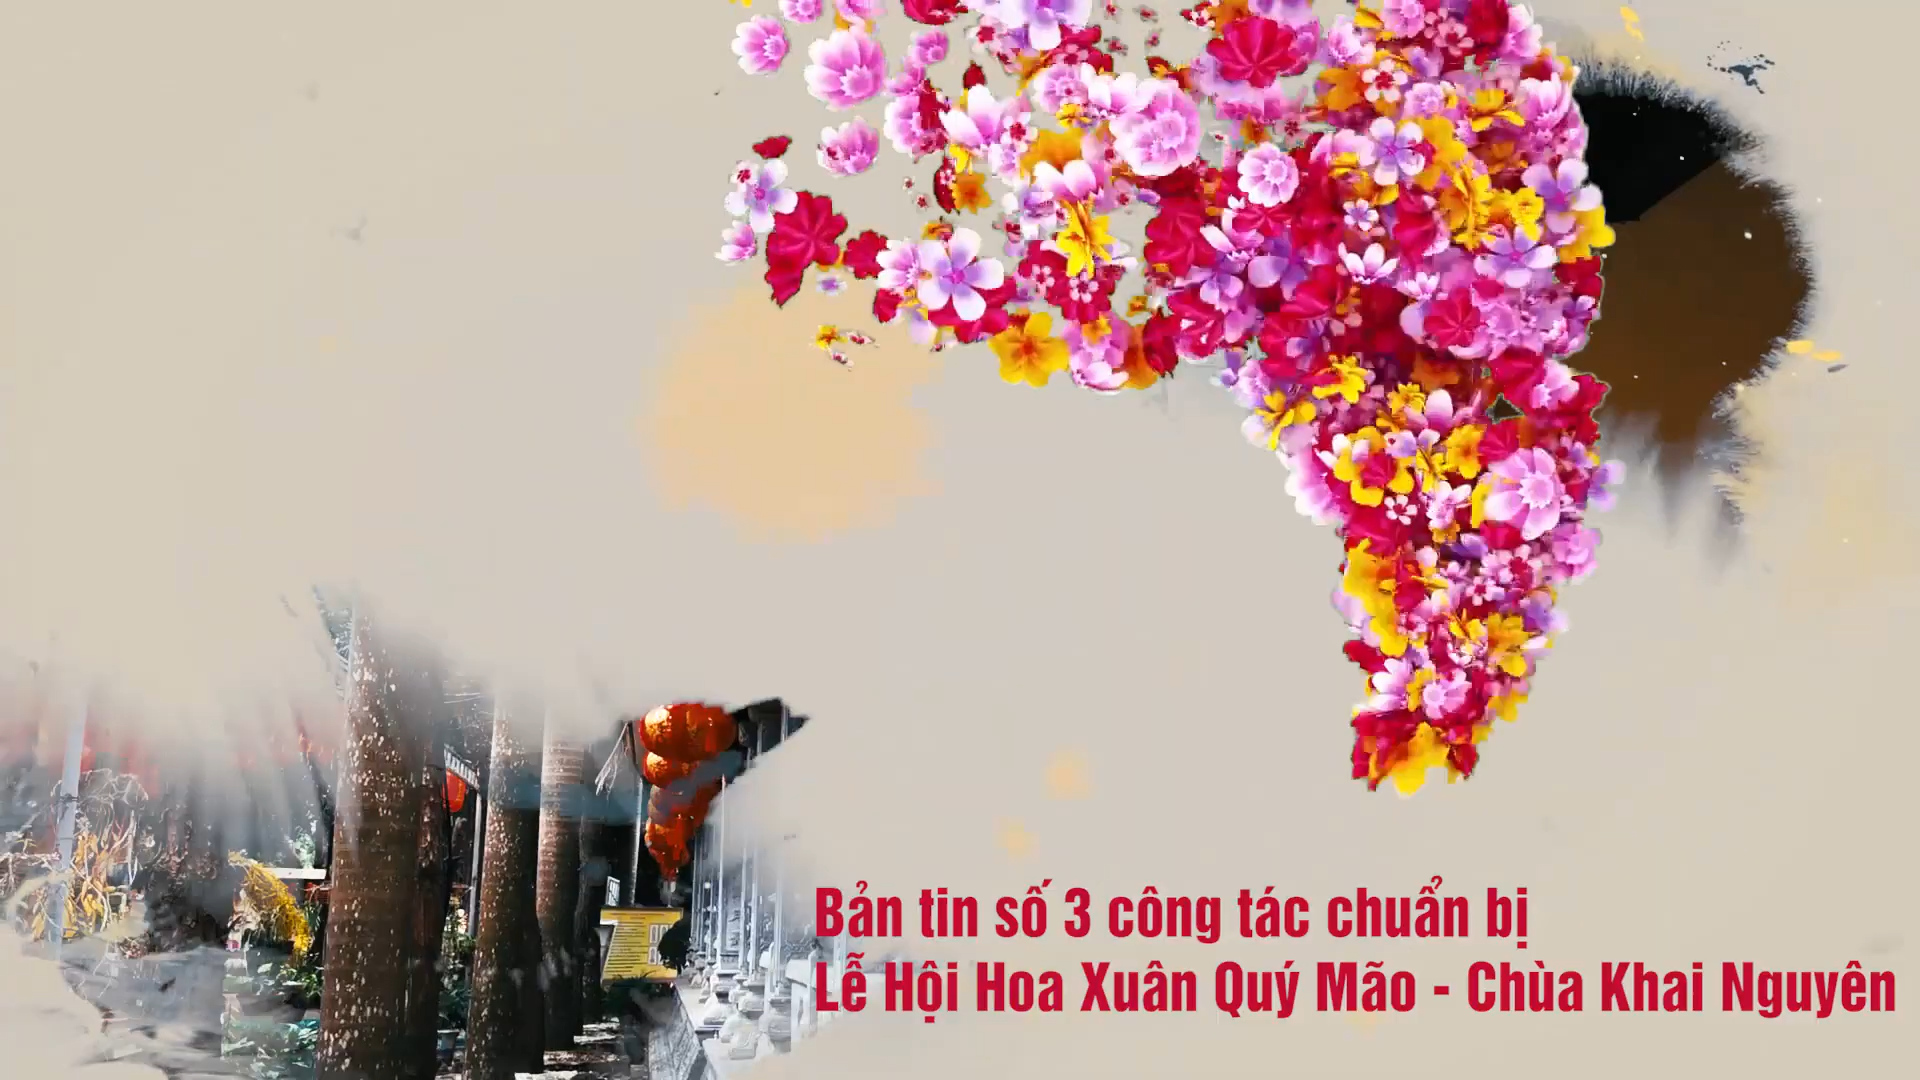 Bản tin số 3 công tác chuẩn bị
Lễ Hội Hoa Xuân Quý Mão - Chùa Khai Nguyên